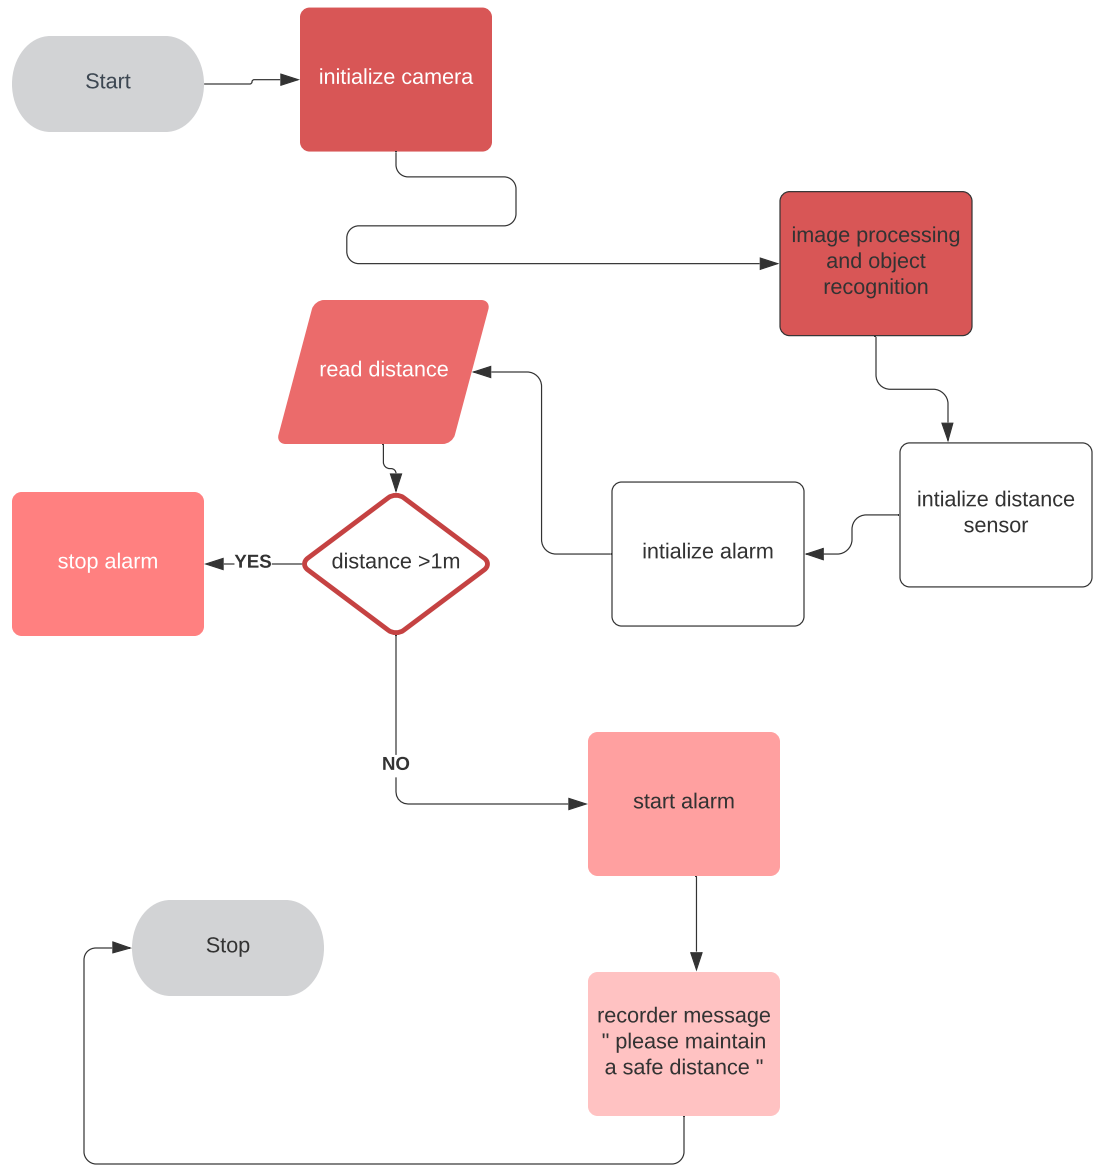 Start
initialize camera
image processing
and object
recognition
intialize distance
sensor
intialize alarm
read distance
distance >1m
YES
stop alarm
NO
start alarm
recorder message
" please maintain
a safe distance "
Stop